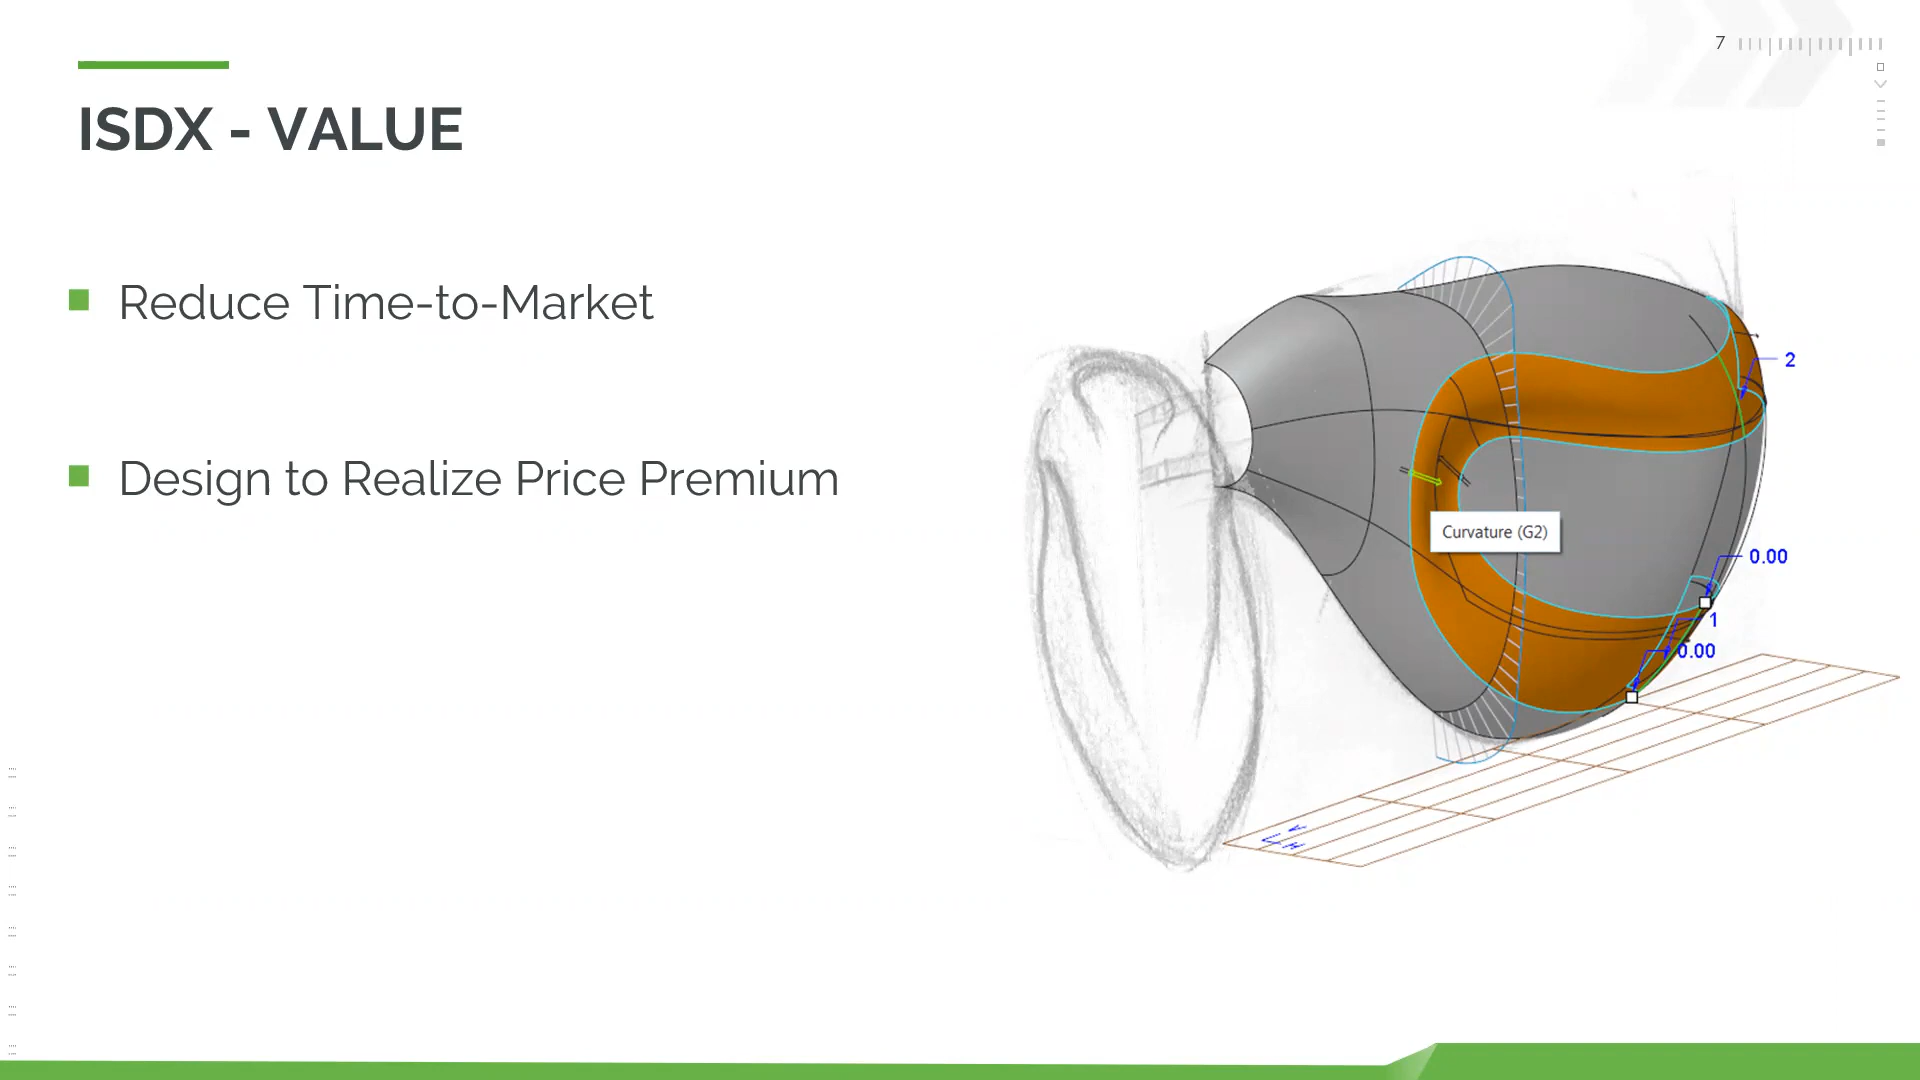 7
ISDX - VALUE
Reduce Time-to-Market
Design to Realize Price Premium
2
Curvature (G2)
0.00
1
0.00